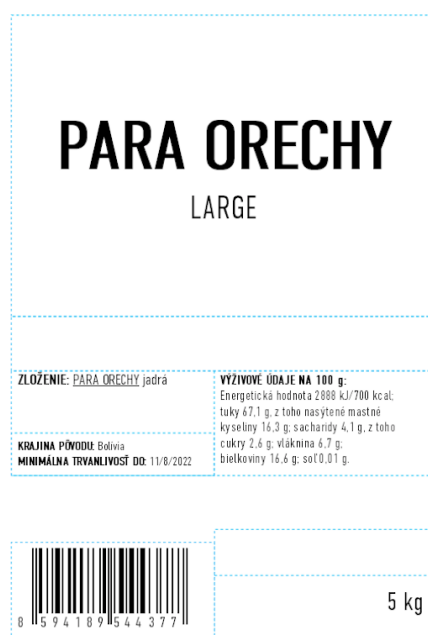 PARA ORECHY
LARGE
ZLOŽENIE: PARA ORECHY jadrá
KRAJINA PÔVODU: Bolívia
MINIMÁLNA TRVANLIVOSŤ DO: 11/8/2022
VÝŽIVOVÉ ÚDAJE NA 100 g:
Energetická hodnota 2888 kJ/700 kcal;
tuky 67,1 g, z toho nasýtené mastné
kyseliny 16,3 g; sacharidy 4,1 g, z toho
cukry 2,6 g; vláknina 6,7 g;
bielkoviny 16,6 g; soľ 0,01 g.
8 594189 544377
5 kg